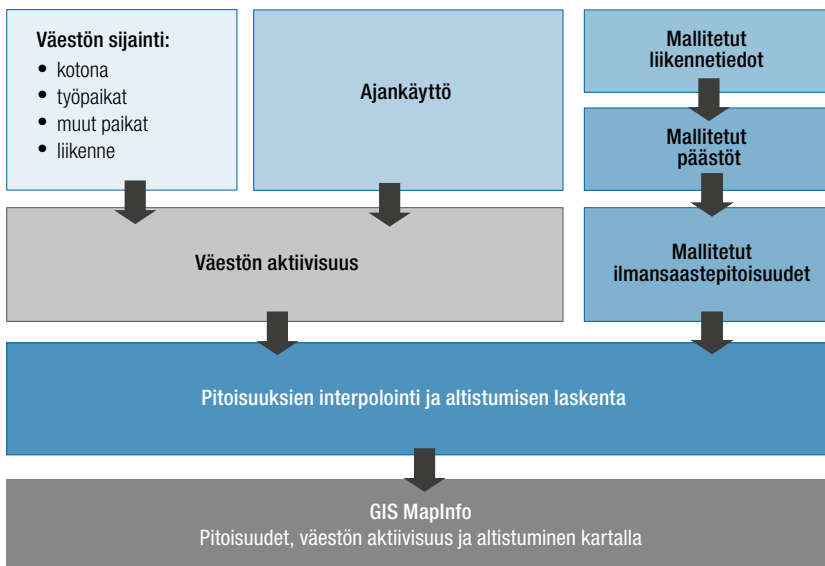 Väestön sijainti:
• kotona
• työpaikat
• muut paikat
• liikenne
Ajankäyttö
Mallitetut
liikennetiedot
Mallitetut
päästöt
Väestön aktiivisuus
Mallitetut
ilmansaastepitoisuudet
Pitoisuuksien interpolointi ja altistumisen laskenta
GIS MapInfo
Pitoisuudet, väestön aktiivisuus ja altistuminen kartalla